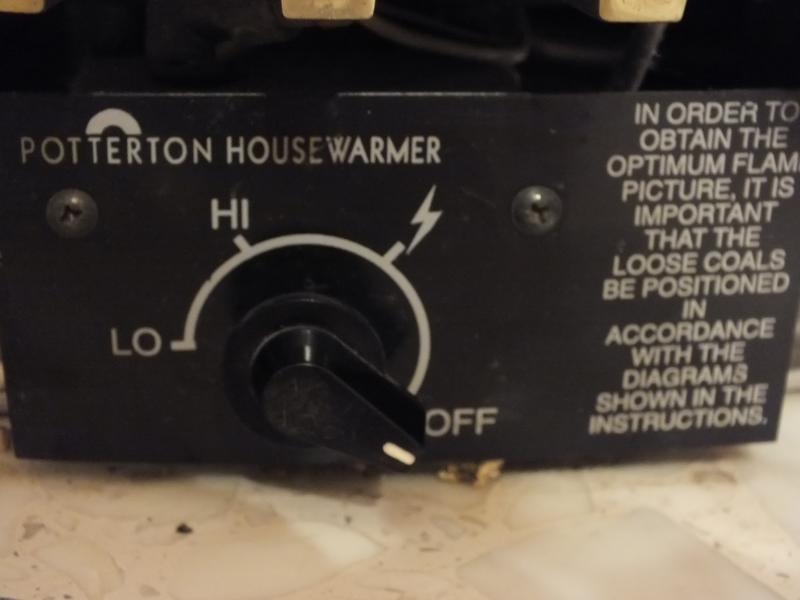 POTTERTON HOUSEWARMER
HI
LO
OFF
IN ORDER TO
OBTAIN THE
OPTIMUM FLAM
PICTURE, IT IS
IMPORTANT
THAT THE
LOOSE COALS
BE POSITIONED
IN
ACCORDANCE
WITH THE
DIAGRAMS
SHOWN IN THE
INSTRUCTIONS.